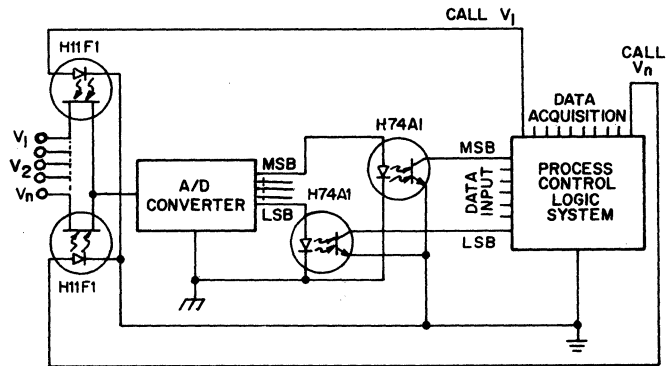 CALL V1
CALL
Vn
H11F1
DATA
ACQUISITION
H74A1
V1
V2
Vn
MSB
MSB
A/D
CONVERTER
H74A1
DATA
INPUT
PROCESS
CONTROL
LOGIC
SYSTEM
LSB
LSB
H11F1